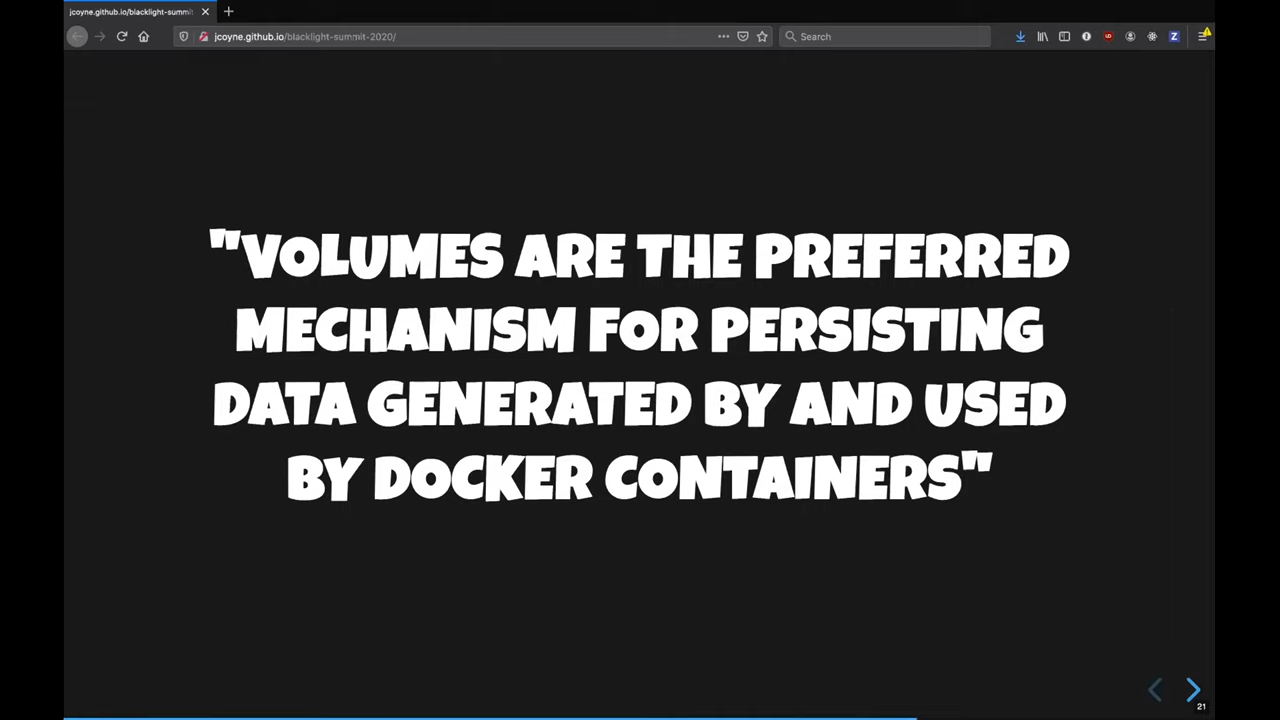 jcoyne.github.io/blacklight-summit
jcoyne.github.io/blacklight-summit-2020/
Search
"VOLUMES ARE THE PREFERRED
MECHANISM FOR PERSISTING
DATA GENERATED BY AND USED
BY DOCKER CONTAINERS"
21